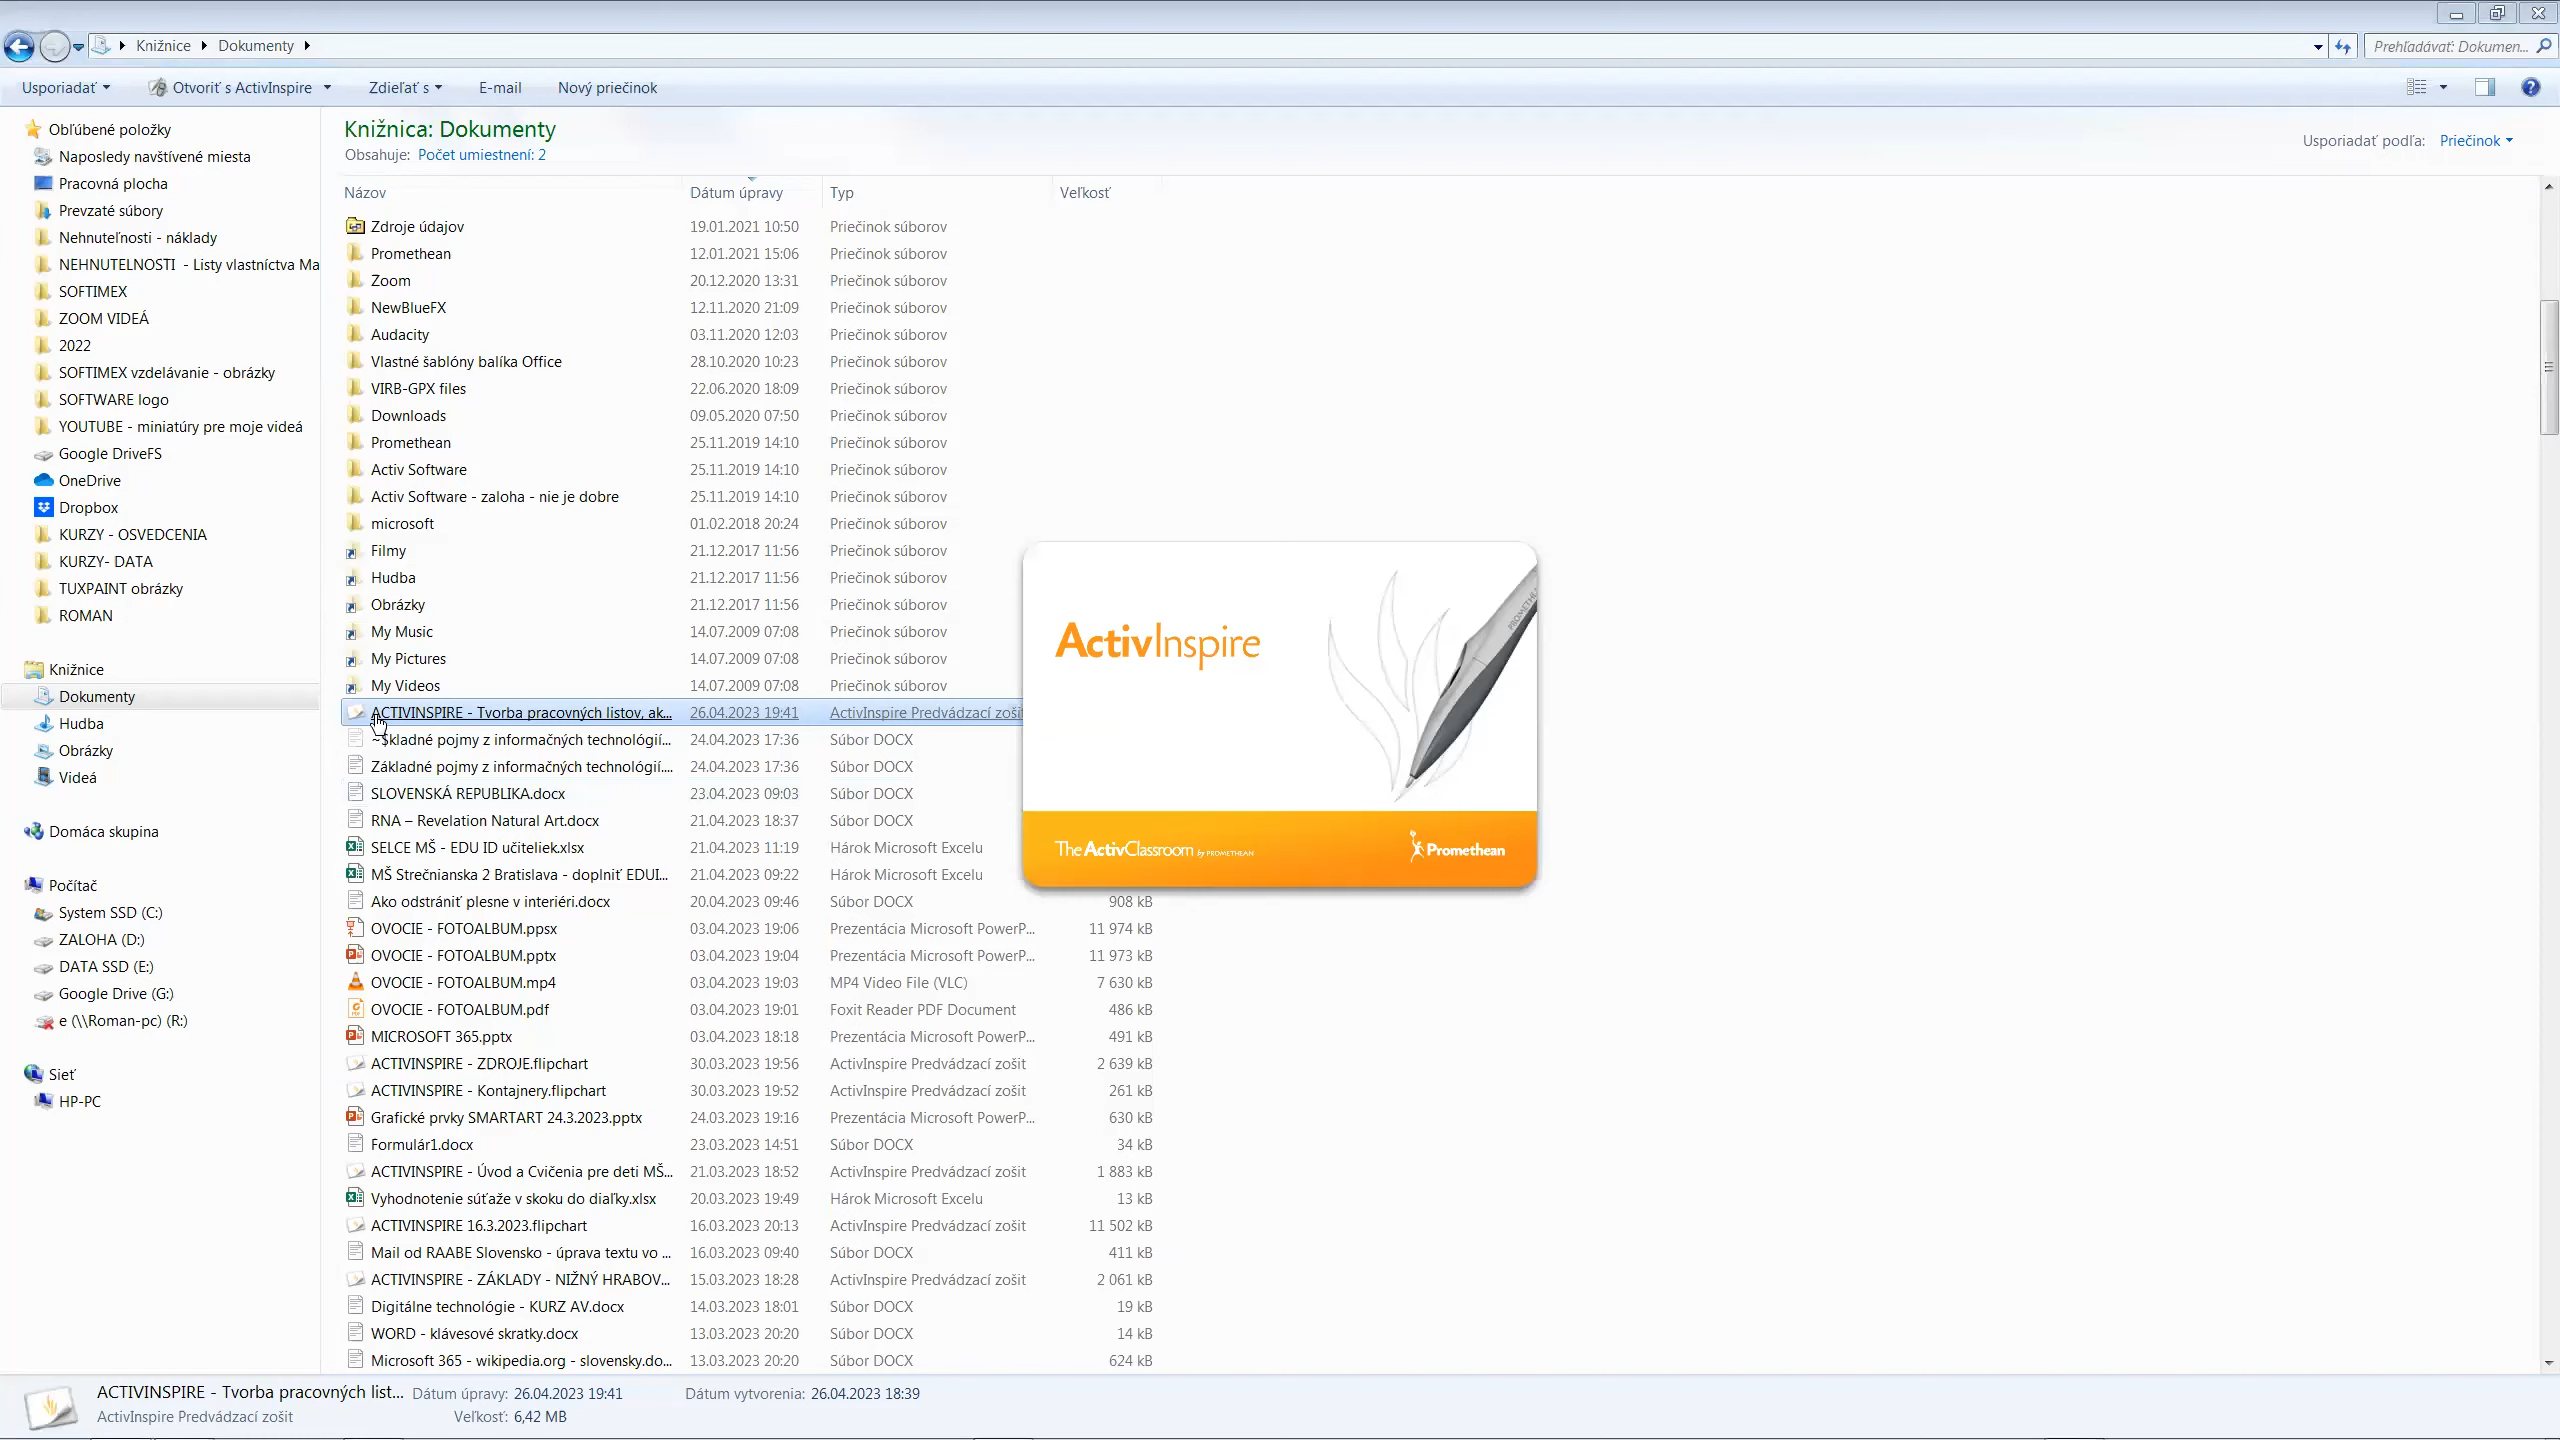 Knižnice
Dokumenty
Prehľadávať: Dokumen...
Usporiadať
Otvoriť s ActivInspire
Zdieľať s
E-mail
Nový priečinok
Obľúbené položky
Naposledy navštívené miesta
Pracovná plocha
Prevzaté súbory
Nehnuteľnosti - náklady
NEHNUTELNOSTI - Listy vlastníctva Ma
SOFTIMEX
ZOOM VIDEÁ
2022
SOFTIMEX vzdelávanie - obrázky
SOFTWARE logo
YOUTUBE - miniatúry pre moje videá
Google DriveFS
OneDrive
Dropbox
KURZY - OSVEDCENIA
KURZY- DATA
TUXPAINT obrázky
ROMAN
Knižnice
Dokumenty
Hudba
Obrázky
Videá
Domáca skupina
Počítač
System SSD (C:)
ZALOHA (D:)
DATA SSD (E:)
Google Drive (G:)
e (\\Roman-pc) (R:)
Sieť
HP-PC
Knižnica: Dokumenty
Obsahuje: Počet umiestnení: 2
Usporiadať podľa: Priečinok
Názov Dátum úpravy Typ Veľkosť
Zdroje údajov 19.01.2021 10:50 Priečinok súborov
Promethean 12.01.2021 15:06 Priečinok súborov
Zoom 20.12.2020 13:31 Priečinok súborov
NewBlueFX 12.11.2020 21:09 Priečinok súborov
Audacity 03.11.2020 12:03 Priečinok súborov
Vlastné šablóny balíka Office 28.10.2020 10:23 Priečinok súborov
VIRB-GPX files 22.06.2020 18:09 Priečinok súborov
Downloads 09.05.2020 07:50 Priečinok súborov
Promethean 25.11.2019 14:10 Priečinok súborov
Activ Software 25.11.2019 14:10 Priečinok súborov
Activ Software - zaloha - nie je dobre 25.11.2019 14:10 Priečinok súborov
microsoft 01.02.2018 20:24 Priečinok súborov
Filmy 21.12.2017 11:56 Priečinok súborov
Hudba 21.12.2017 11:56 Priečinok súborov
Obrázky 21.12.2017 11:56 Priečinok súborov
My Music 14.07.2009 07:08 Priečinok súborov
My Pictures 14.07.2009 07:08 Priečinok súborov
My Videos 14.07.2009 07:08 Priečinok súborov
ACTIVINSPIRE - Tvorba pracovných listov, ak... 26.04.2023 19:41 ActivInspire Predvádzací zošit
~$kladné pojmy z informačných technológií... 24.04.2023 17:36 Súbor DOCX
Základné pojmy z informačných technológií.... 24.04.2023 17:36 Súbor DOCX
SLOVENSKÁ REPUBLIKA.docx 23.04.2023 09:03 Súbor DOCX
RNA – Revelation Natural Art.docx 21.04.2023 18:37 Súbor DOCX
SELCE MŠ - EDU ID učiteliek.xlsx 21.04.2023 11:19 Hárok Microsoft Excelu
MŠ Strečnianska 2 Bratislava - doplniť EDUI... 21.04.2023 09:22 Hárok Microsoft Excelu
Ako odstrániť plesne v interiéri.docx 20.04.2023 09:46 Súbor DOCX 908 kB
OVOCIE - FOTOALBUM.ppsx 03.04.2023 19:06 Prezentácia Microsoft PowerP... 11 974 kB
OVOCIE - FOTOALBUM.pptx 03.04.2023 19:04 Prezentácia Microsoft PowerP... 11 973 kB
OVOCIE - FOTOALBUM.mp4 03.04.2023 19:03 MP4 Video File (VLC) 7 630 kB
OVOCIE - FOTOALBUM.pdf 03.04.2023 19:01 Foxit Reader PDF Document 486 kB
MICROSOFT 365.pptx 03.04.2023 18:18 Prezentácia Microsoft PowerP... 491 kB
ACTIVINSPIRE - ZDROJE.flipchart 30.03.2023 19:56 ActivInspire Predvádzací zošit 2 639 kB
ACTIVINSPIRE - Kontajnery.flipchart 30.03.2023 19:52 ActivInspire Predvádzací zošit 261 kB
Grafické prvky SMARTART 24.3.2023.pptx 24.03.2023 19:16 Prezentácia Microsoft PowerP... 630 kB
Formulár1.docx 23.03.2023 14:51 Súbor DOCX 34 kB
ACTIVINSPIRE - Úvod a Cvičenia pre deti MŠ... 21.03.2023 18:52 ActivInspire Predvádzací zošit 1 883 kB
Vyhodnotenie súťaže v skoku do diaľky.xlsx 20.03.2023 19:49 Hárok Microsoft Excelu 13 kB
ACTIVINSPIRE 16.3.2023.flipchart 16.03.2023 20:13 ActivInspire Predvádzací zošit 11 502 kB
Mail od RAABE Slovensko - úprava textu vo ... 16.03.2023 09:40 Súbor DOCX 411 kB
ACTIVINSPIRE - ZÁKLADY - NIŽNÝ HRABOV... 15.03.2023 18:28 ActivInspire Predvádzací zošit 2 061 kB
Digitálne technológie - KURZ AV.docx 14.03.2023 18:01 Súbor DOCX 19 kB
WORD - klávesové skratky.docx 13.03.2023 20:20 Súbor DOCX 14 kB
Microsoft 365 - wikipedia.org - slovensky.do... 13.03.2023 20:20 Súbor DOCX 624 kB
ActivInspire
The ActivClassroom by PROMETHEAN
Promethean
ACTIVINSPIRE - Tvorba pracovných list... Dátum úpravy: 26.04.2023 19:41 Dátum vytvorenia: 26.04.2023 18:39
ActivInspire Predvádzací zošit Veľkosť: 6,42 MB